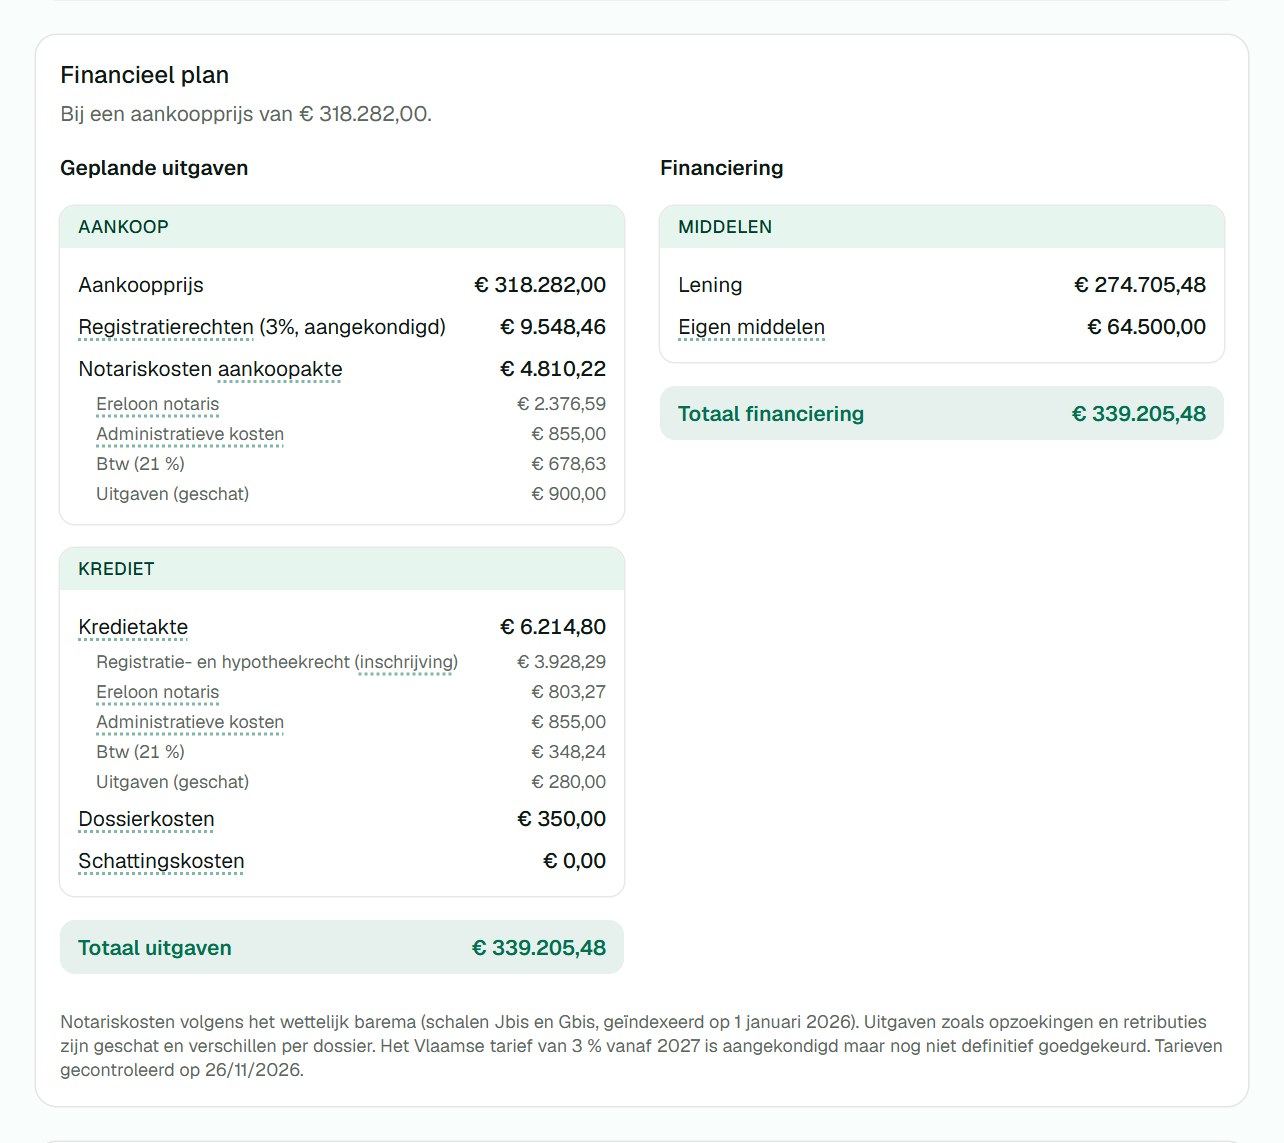 Financieel plan
Bij een aankoopprijs van € 318.282,00.
Geplande uitgaven
AANKOOP
Aankoopprijs € 318.282,00
Registratierechten (3%, aangekondigd) € 9.548,46
Notariskosten aankoopakte € 4.810,22
Ereloon notaris € 2.376,59
Administratieve kosten € 855,00
Btw (21 %) € 678,63
Uitgaven (geschat) € 900,00
KREDIET
Kredietakte € 6.214,80
Registratie- en hypotheekrecht (inschrijving) € 3.928,29
Ereloon notaris € 803,27
Administratieve kosten € 855,00
Btw (21 %) € 348,24
Uitgaven (geschat) € 280,00
Dossierkosten € 350,00
Schattingskosten € 0,00
Totaal uitgaven € 339.205,48
Financiering
MIDDELEN
Lening € 274.705,48
Eigen middelen € 64.500,00
Totaal financiering € 339.205,48
Notariskosten volgens het wettelijk barema (schalen Jbis en Gbis, geïndexeerd op 1 januari 2026). Uitgaven zoals opzoekingen en retributies
zijn geschat en verschillen per dossier. Het Vlaamse tarief van 3 % vanaf 2027 is aangekondigd maar nog niet definitief goedgekeurd. Tarieven
gecontroleerd op 26/11/2026.